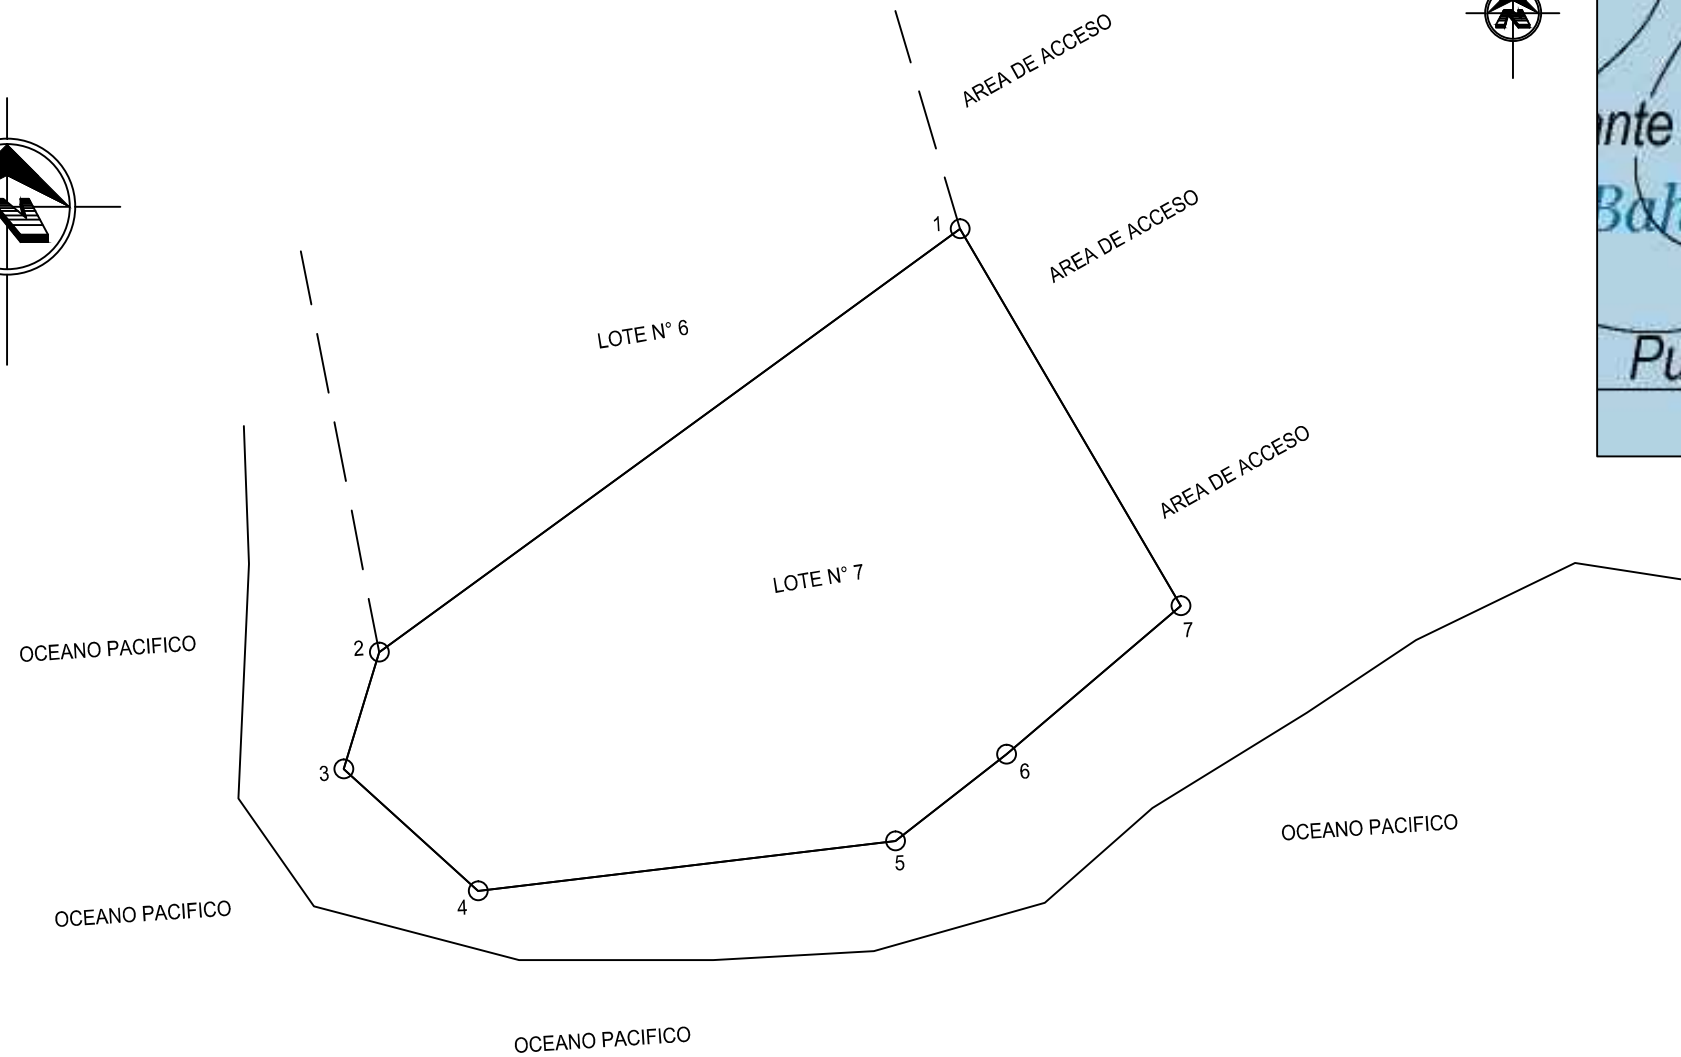 AREA DE ACCESO
AREA DE ACCESO
1
LOTE N° 6
AREA DE ACCESO
LOTE N° 7
7
OCEANO PACIFICO
2
3
6
OCEANO PACIFICO
5
4
OCEANO PACIFICO
OCEANO PACIFICO